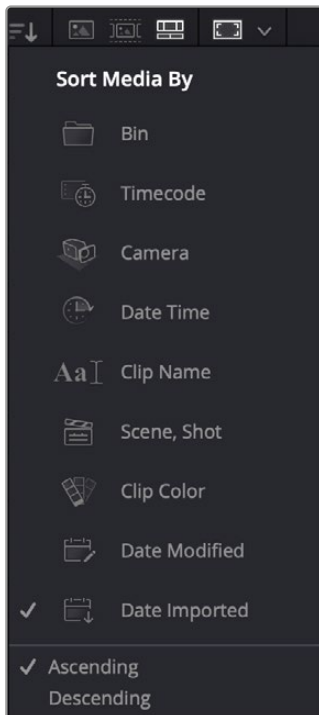 Sort Media By
Bin
Timecode
Camera
Date Time
Aa Clip Name
Scene, Shot
Clip Color
Date Modified
Date Imported
Ascending
Descending